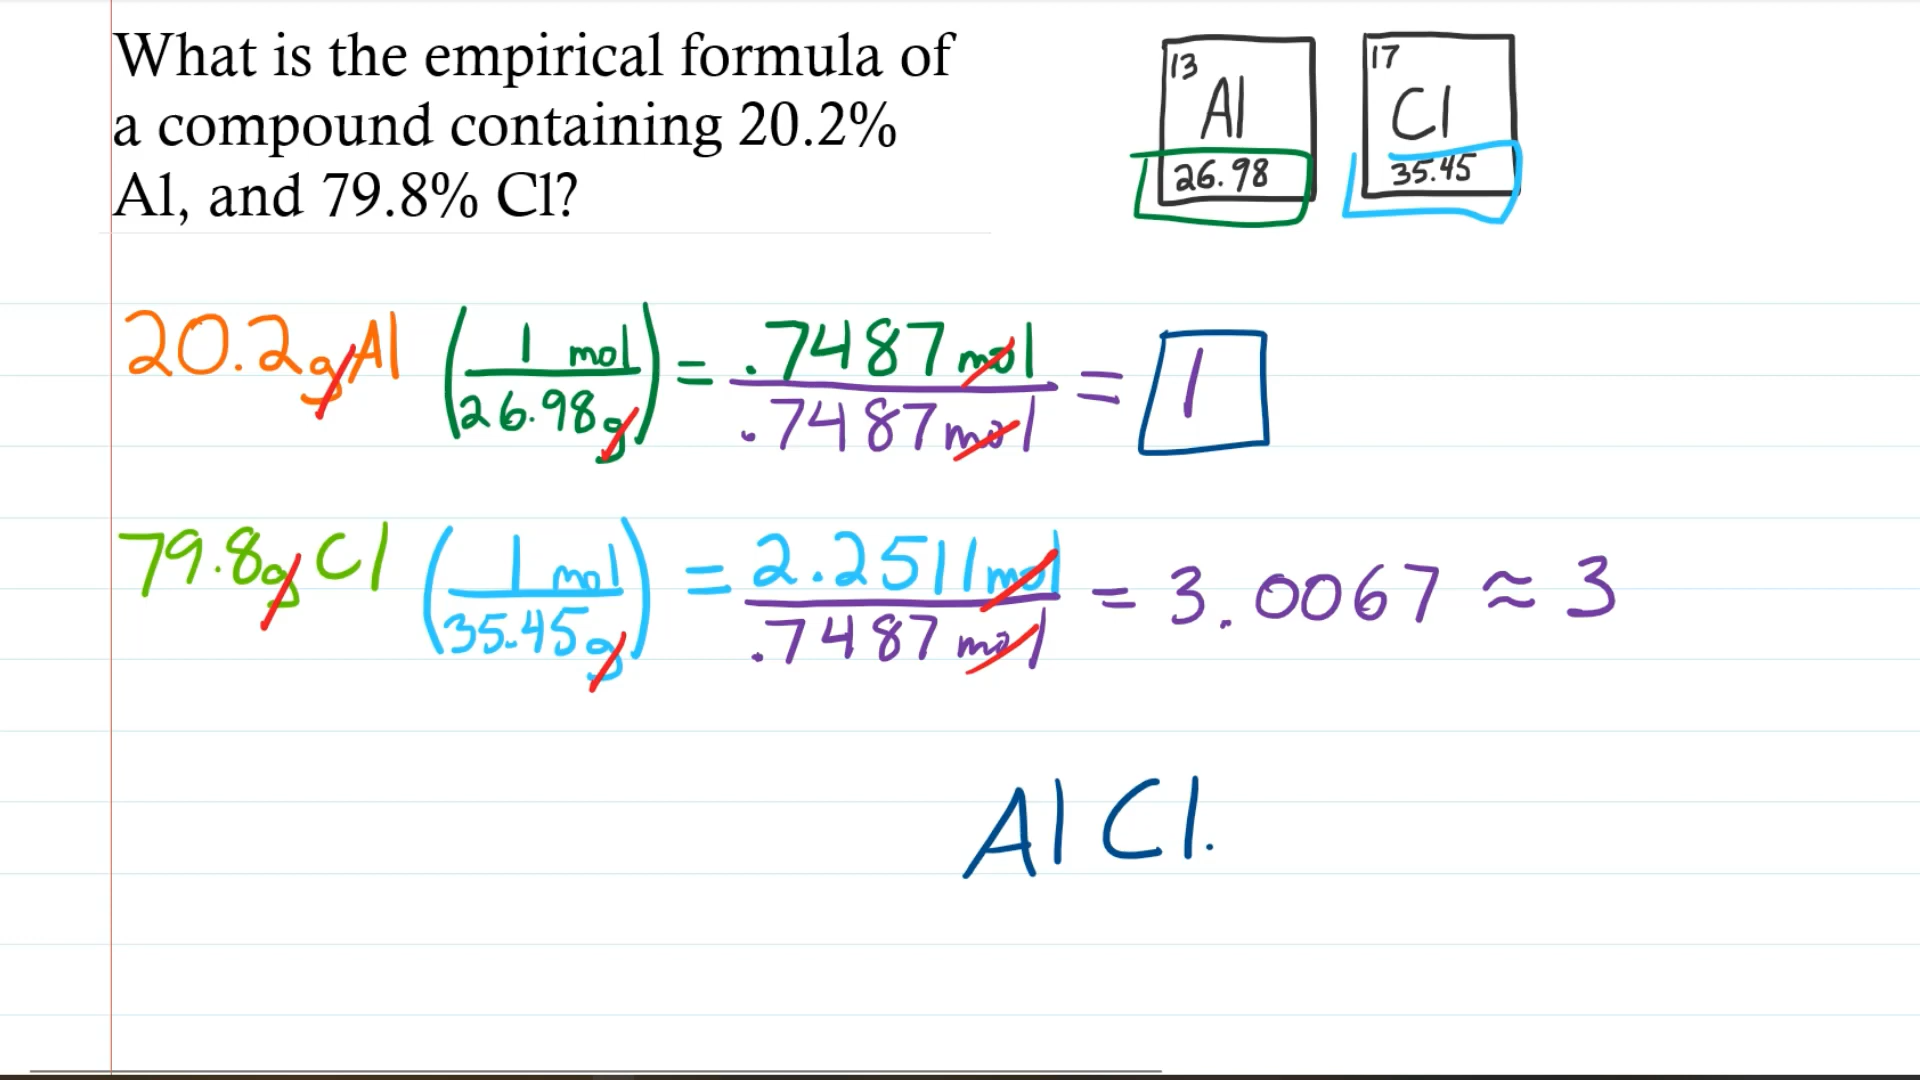 What is the empirical formula of
a compound containing 20.2%
Al, and 79.8% Cl?
13
Al
26.98
17
Cl
35.45
20.2g Al (1 mol / 26.98g) = .7487 mol / .7487 mol = 1
79.8g Cl (1 mol / 35.45g) = 2.2511 mol / .7487 mol = 3.0067 ≈ 3
Al Cl.